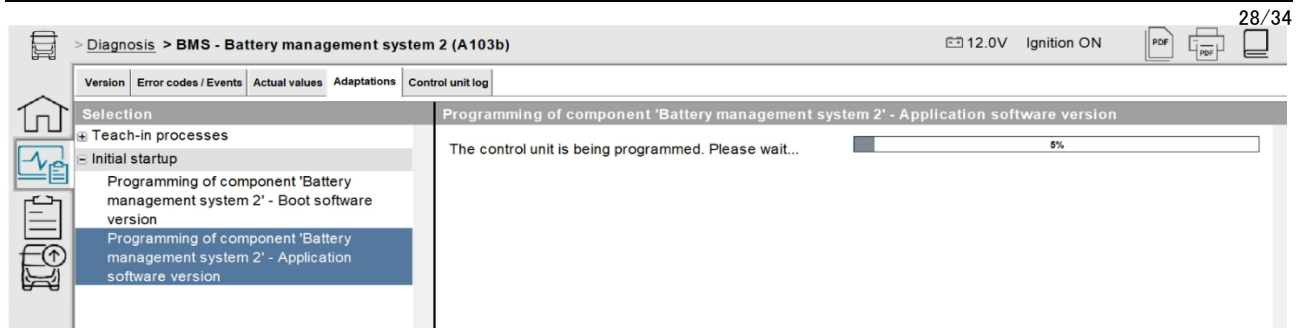 28/34
> Diagnosis > BMS - Battery management system 2 (A103b)
12.0V Ignition ON
PDF
PDF
Version Error codes / Events Actual values Adaptations Control unit log
Selection
Teach-in processes
Initial startup
Programming of component 'Battery
management system 2' - Boot software
version
Programming of component 'Battery
management system 2' - Application
software version
Programming of component 'Battery management system 2' - Application software version
The control unit is being programmed. Please wait...
5%